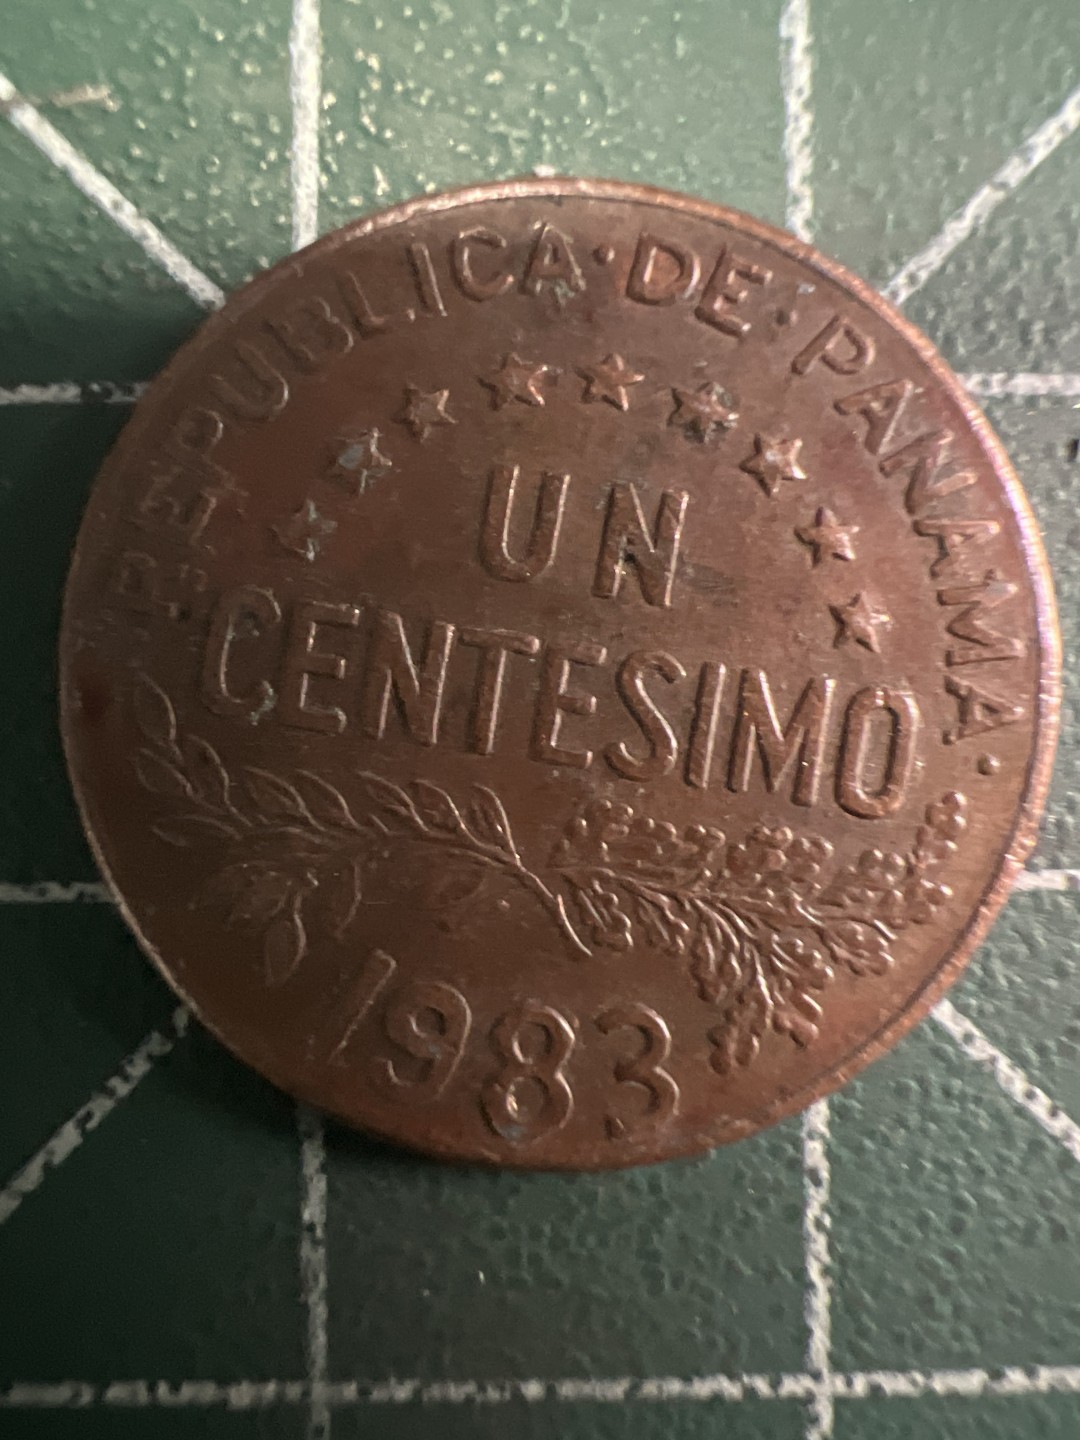 REPUBLICA·DE·PANAMA·
UN
CENTESIMO
1983